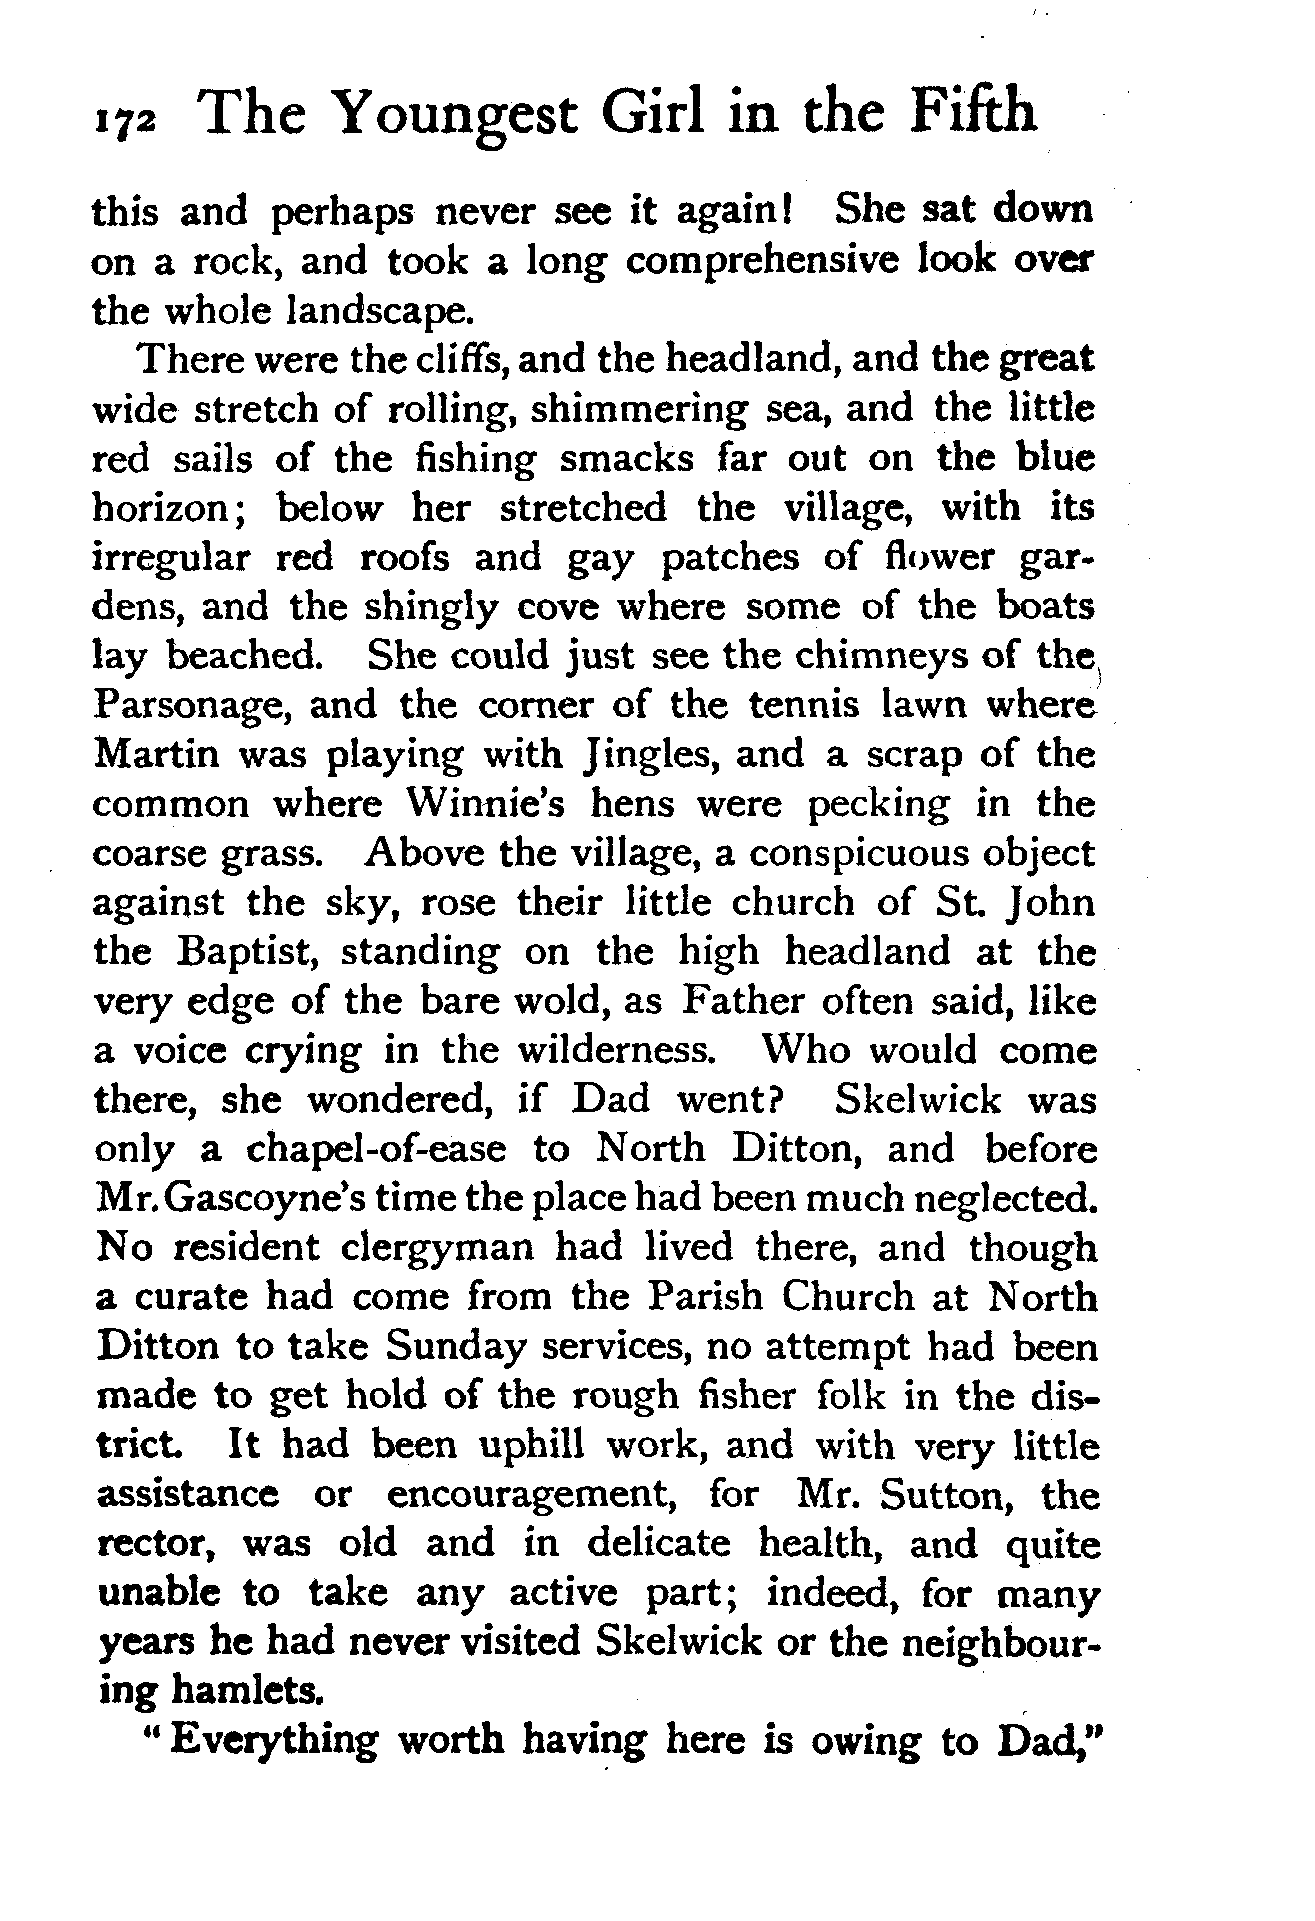 172 The Youngest Girl in the Fifth
this and perhaps never see it again! She sat down
on a rock, and took a long comprehensive look over
the whole landscape.
There were the cliffs, and the headland, and the great
wide stretch of rolling, shimmering sea, and the little
red sails of the fishing smacks far out on the blue
horizon; below her stretched the village, with its
irregular red roofs and gay patches of flower gar-
dens, and the shingly cove where some of the boats
lay beached. She could just see the chimneys of the
Parsonage, and the corner of the tennis lawn where
Martin was playing with Jingles, and a scrap of the
common where Winnie's hens were pecking in the
coarse grass. Above the village, a conspicuous object
against the sky, rose their little church of St. John
the Baptist, standing on the high headland at the
very edge of the bare wold, as Father often said, like
a voice crying in the wilderness. Who would come
there, she wondered, if Dad went? Skelwick was
only a chapel-of-ease to North Ditton, and before
Mr. Gascoyne's time the place had been much neglected.
No resident clergyman had lived there, and though
a curate had come from the Parish Church at North
Ditton to take Sunday services, no attempt had been
made to get hold of the rough fisher folk in the dis-
trict. It had been uphill work, and with very little
assistance or encouragement, for Mr. Sutton, the
rector, was old and in delicate health, and quite
unable to take any active part; indeed, for many
years he had never visited Skelwick or the neighbour-
ing hamlets.
"Everything worth having here is owing to Dad,"